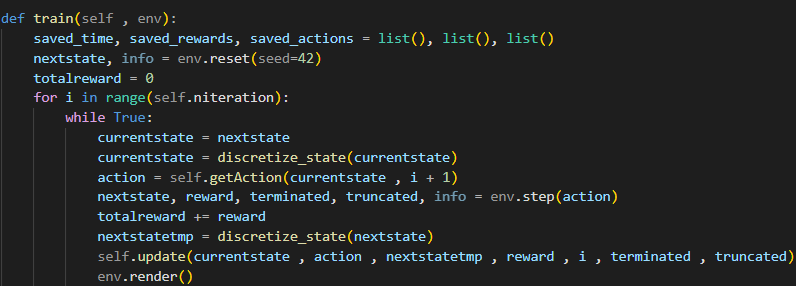 def train(self , env):
    saved_time, saved_rewards, saved_actions = list(), list(), list()
    nextstate, info = env.reset(seed=42)
    totalreward = 0
    for i in range(self.niteration):
        while True:
            currentstate = nextstate
            currentstate = discretize_state(currentstate)
            action = self.getAction(currentstate , i + 1)
            nextstate, reward, terminated, truncated, info = env.step(action)
            totalreward += reward
            nextstatetmp = discretize_state(nextstate)
            self.update(currentstate , action , nextstatetmp , reward , i , terminated , truncated)
            env.render()